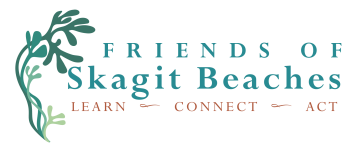 FRIENDS OF
Skagit Beaches
LEARN ~ CONNECT ~ ACT